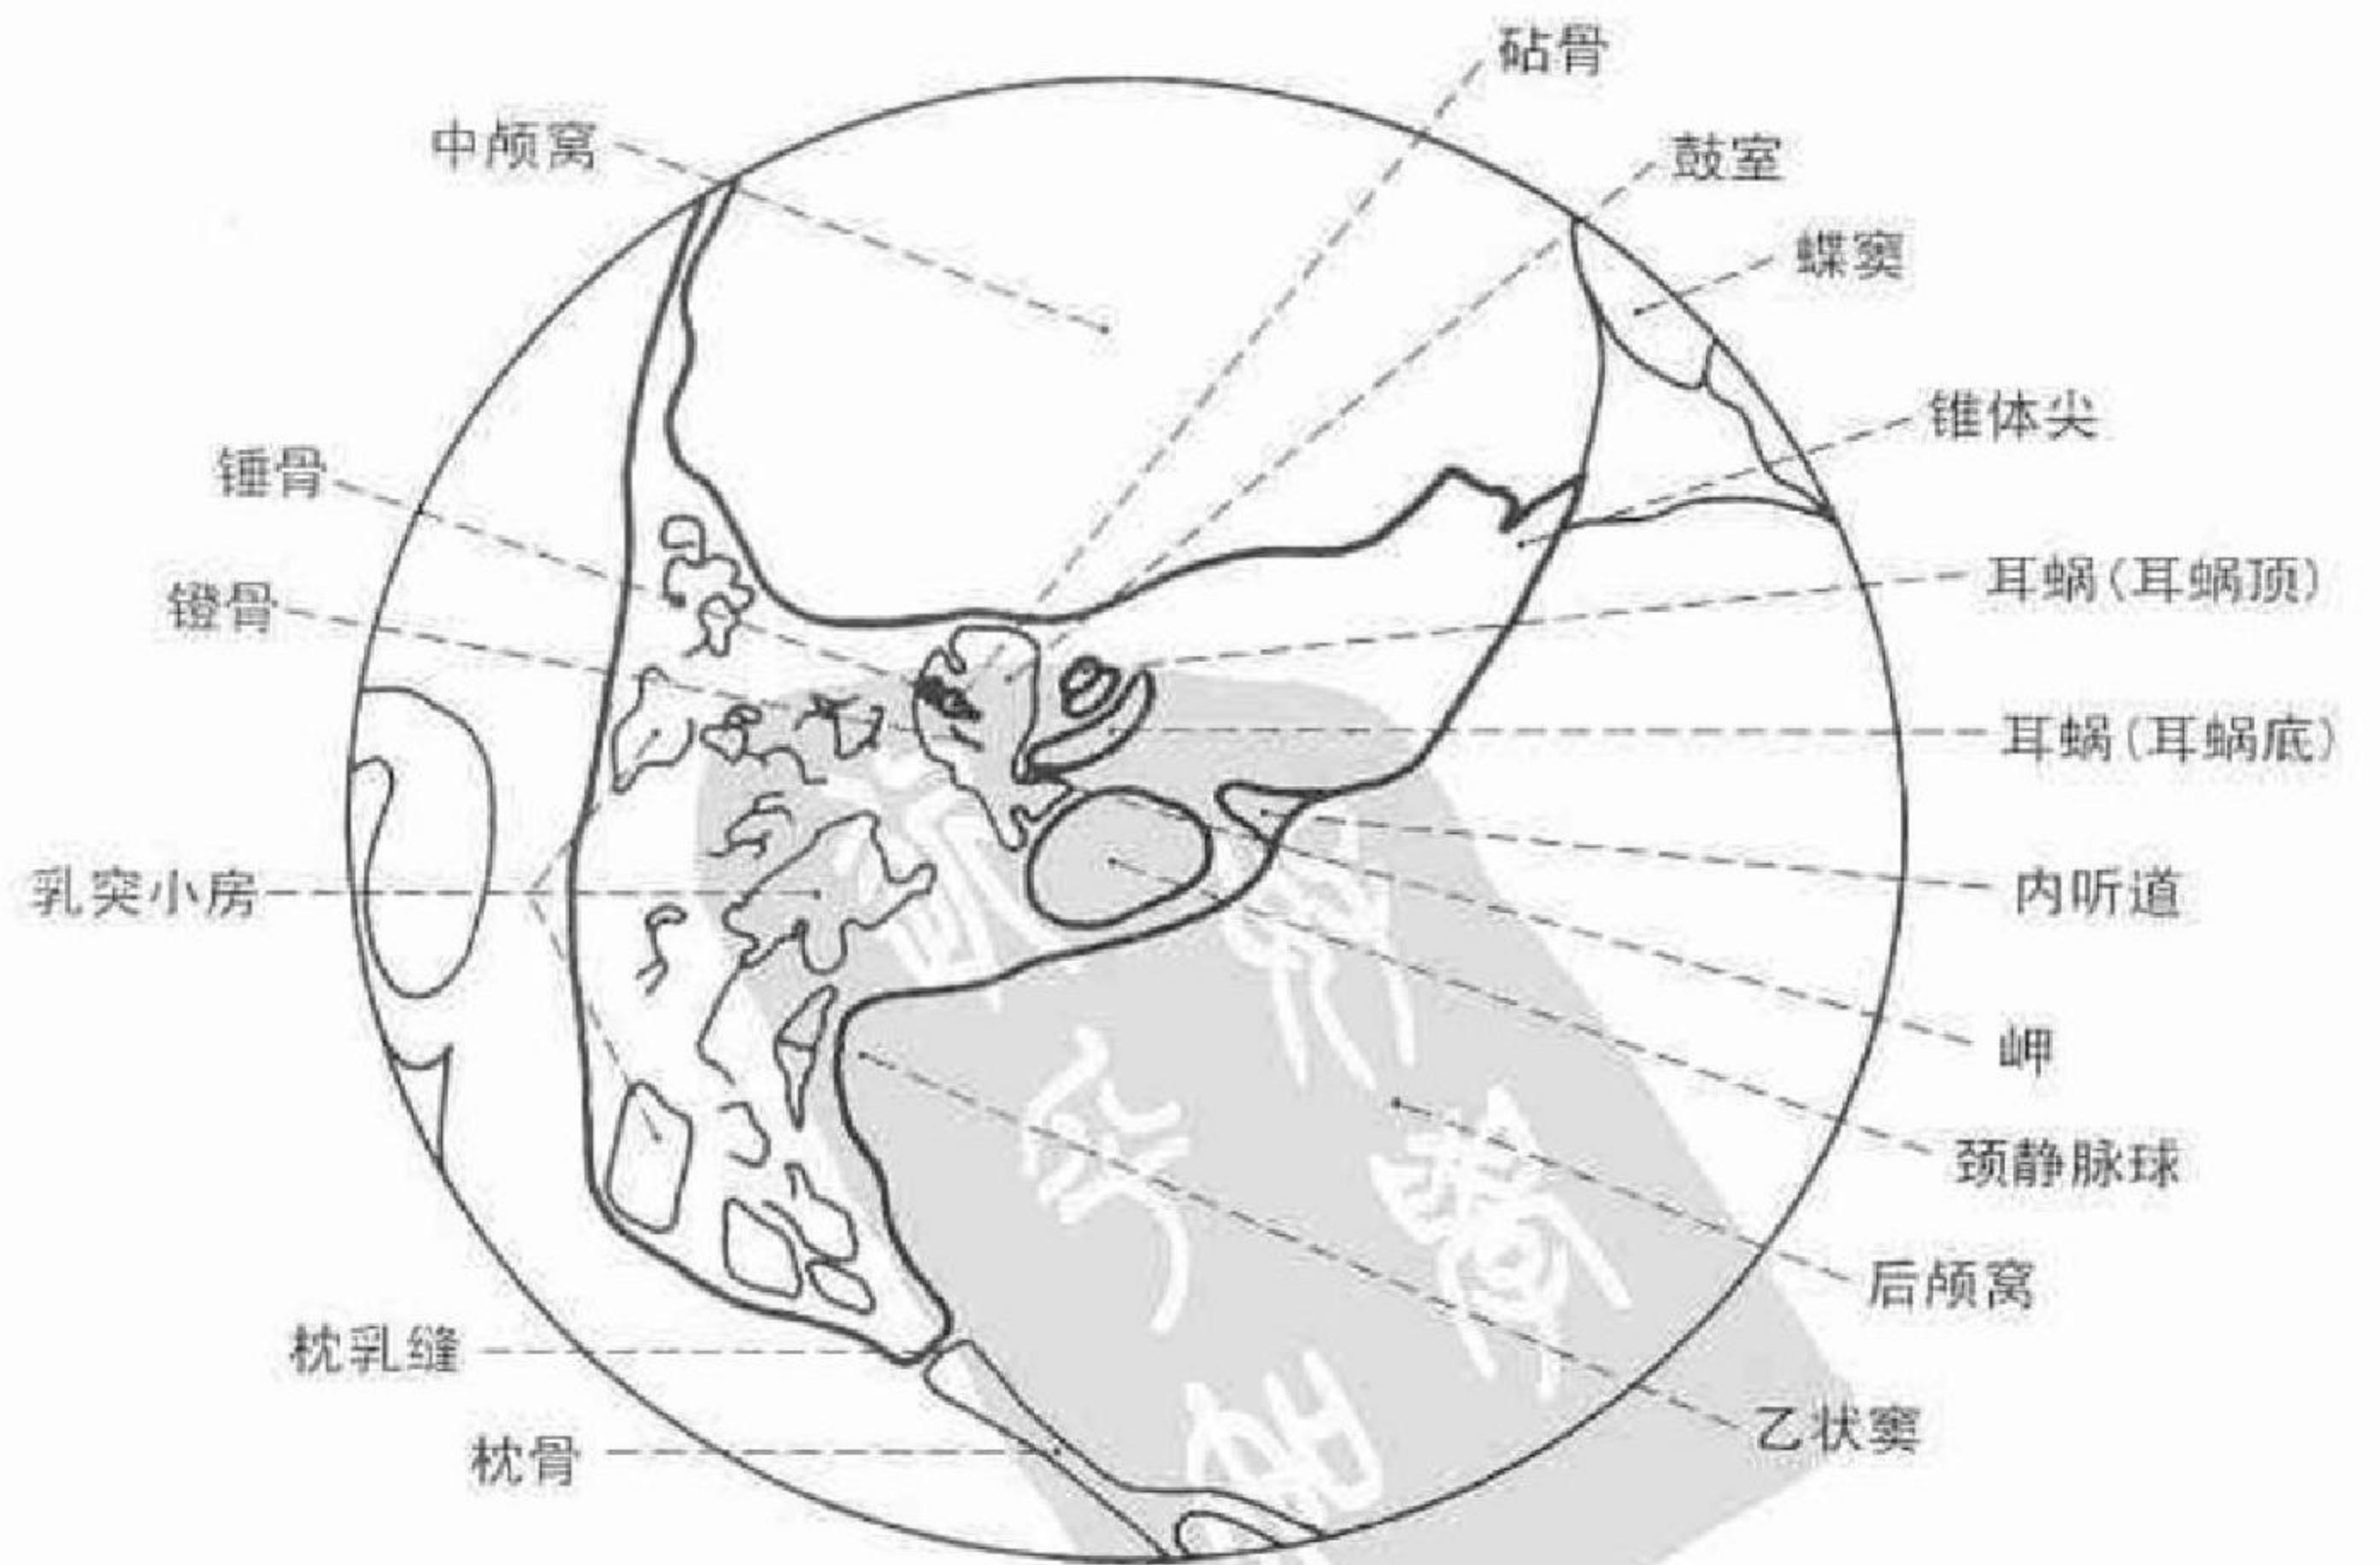 砧骨
中颅窝
鼓室
蝶窦
锥体尖
锤骨
耳蜗(耳蜗顶)
镫骨
耳蜗(耳蜗底)
乳突小房
内听道
岬
颈静脉球
后颅窝
枕乳缝
乙状窦
枕骨